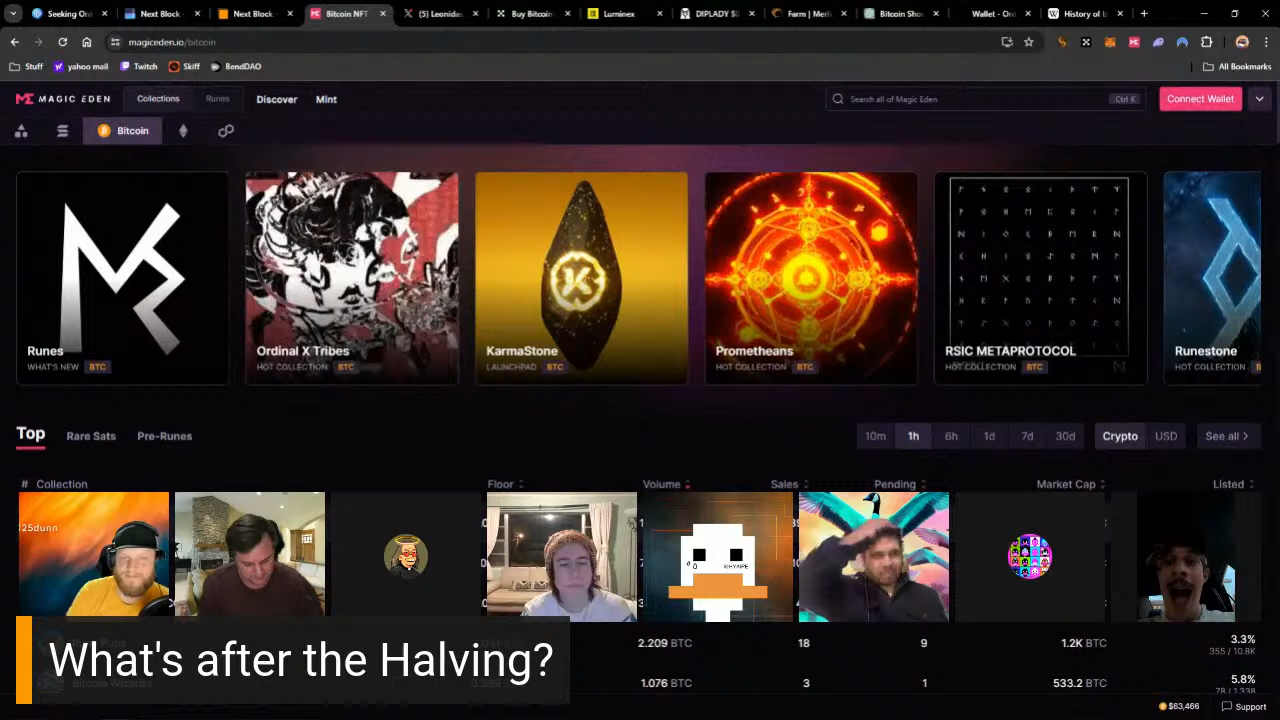 Seeking Ord
Next Block -
Next Block -
Bitcoin NFT
(5) Leonidas
Buy Bitcoin
Luminex
DIPLADY $
Farm | Merl
Bitcoin Sho
Wallet - Or
History of b
magiceden.io/bitcoin
Stuff
yahoo mail
Twitch
Skiff
BendDAO
All Bookmarks
MAGIC EDEN
Collections
Runes
Discover
Mint
Search all of Magic Eden
Ctrl K
Connect Wallet
Bitcoin
Runes
WHAT'S NEW BTC
Ordinal X Tribes
HOT COLLECTION BTC
KarmaStone
LAUNCHPAD BTC
Prometheans
HOT COLLECTION BTC
RSIC METAPROTOCOL
HOT COLLECTION BTC
Runestone
HOT COLLECTION B
Top
Rare Sats
Pre-Runes
10m
1h
6h
1d
7d
30d
Crypto
USD
See all
# Collection
Floor
Volume
Sales
Pending
Market Cap
Listed
325dunn
What's after the Halving?
2.209 BTC
18
9
1.2K BTC
3.3%
355 / 10.8K
1.076 BTC
3
1
533.2 BTC
5.8%
78 / 1,338
$63,466
Support